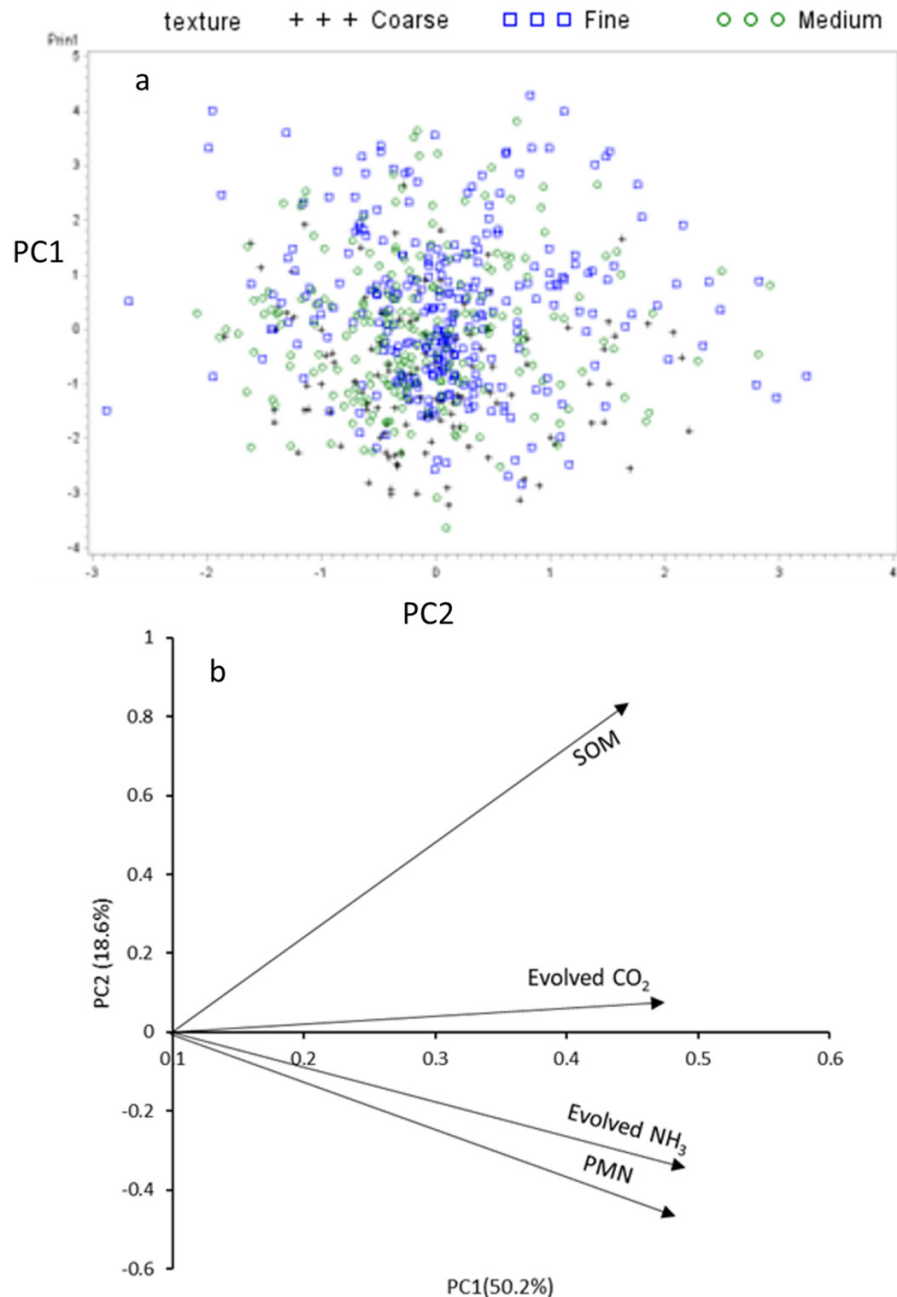 texture + + + Coarse □ □ □ Fine ○ ○ ○ Medium
Print
a
5
4
3
2
1
0
-1
-2
-3
-4
PC1
-3 -2 -1 0 1 2 3 4
PC2
b
1
0.8
0.6
0.4
0.2
0
-0.2
-0.4
-0.6
PC2 (18.6%)
SOM
Evolved CO₂
0.1 0.2 0.3 0.4 0.5 0.6
Evolved NH₃
PMN
PC1(50.2%)